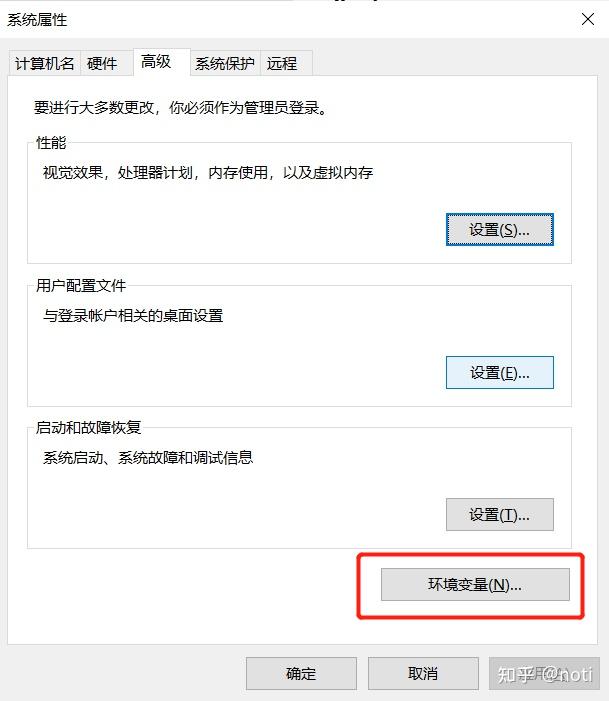 系统属性
计算机名 硬件 高级 系统保护 远程
要进行大多数更改，你必须作为管理员登录。
性能
视觉效果，处理器计划，内存使用，以及虚拟内存
设置(S)...
用户配置文件
与登录帐户相关的桌面设置
设置(E)...
启动和故障恢复
系统启动、系统故障和调试信息
设置(T)...
环境变量(N)...
确定 取消
知乎 @noti